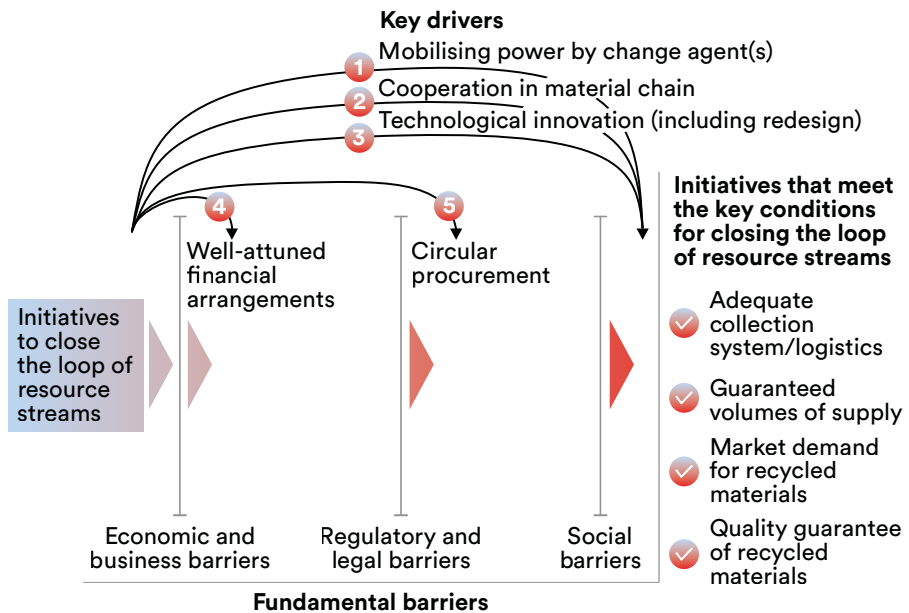 Key drivers
1 Mobilising power by change agent(s)
2 Cooperation in material chain
3 Technological innovation (including redesign)
4
Well-attuned
financial
arrangements
5
Circular
procurement
Initiatives
to close
the loop of
resource
streams
Economic and
business barriers
Regulatory and
legal barriers
Social
barriers
Fundamental barriers
Initiatives that meet
the key conditions
for closing the loop
of resource streams
Adequate
collection
system/logistics
Guaranteed
volumes of supply
Market demand
for recycled
materials
Quality guarantee
of recycled
materials